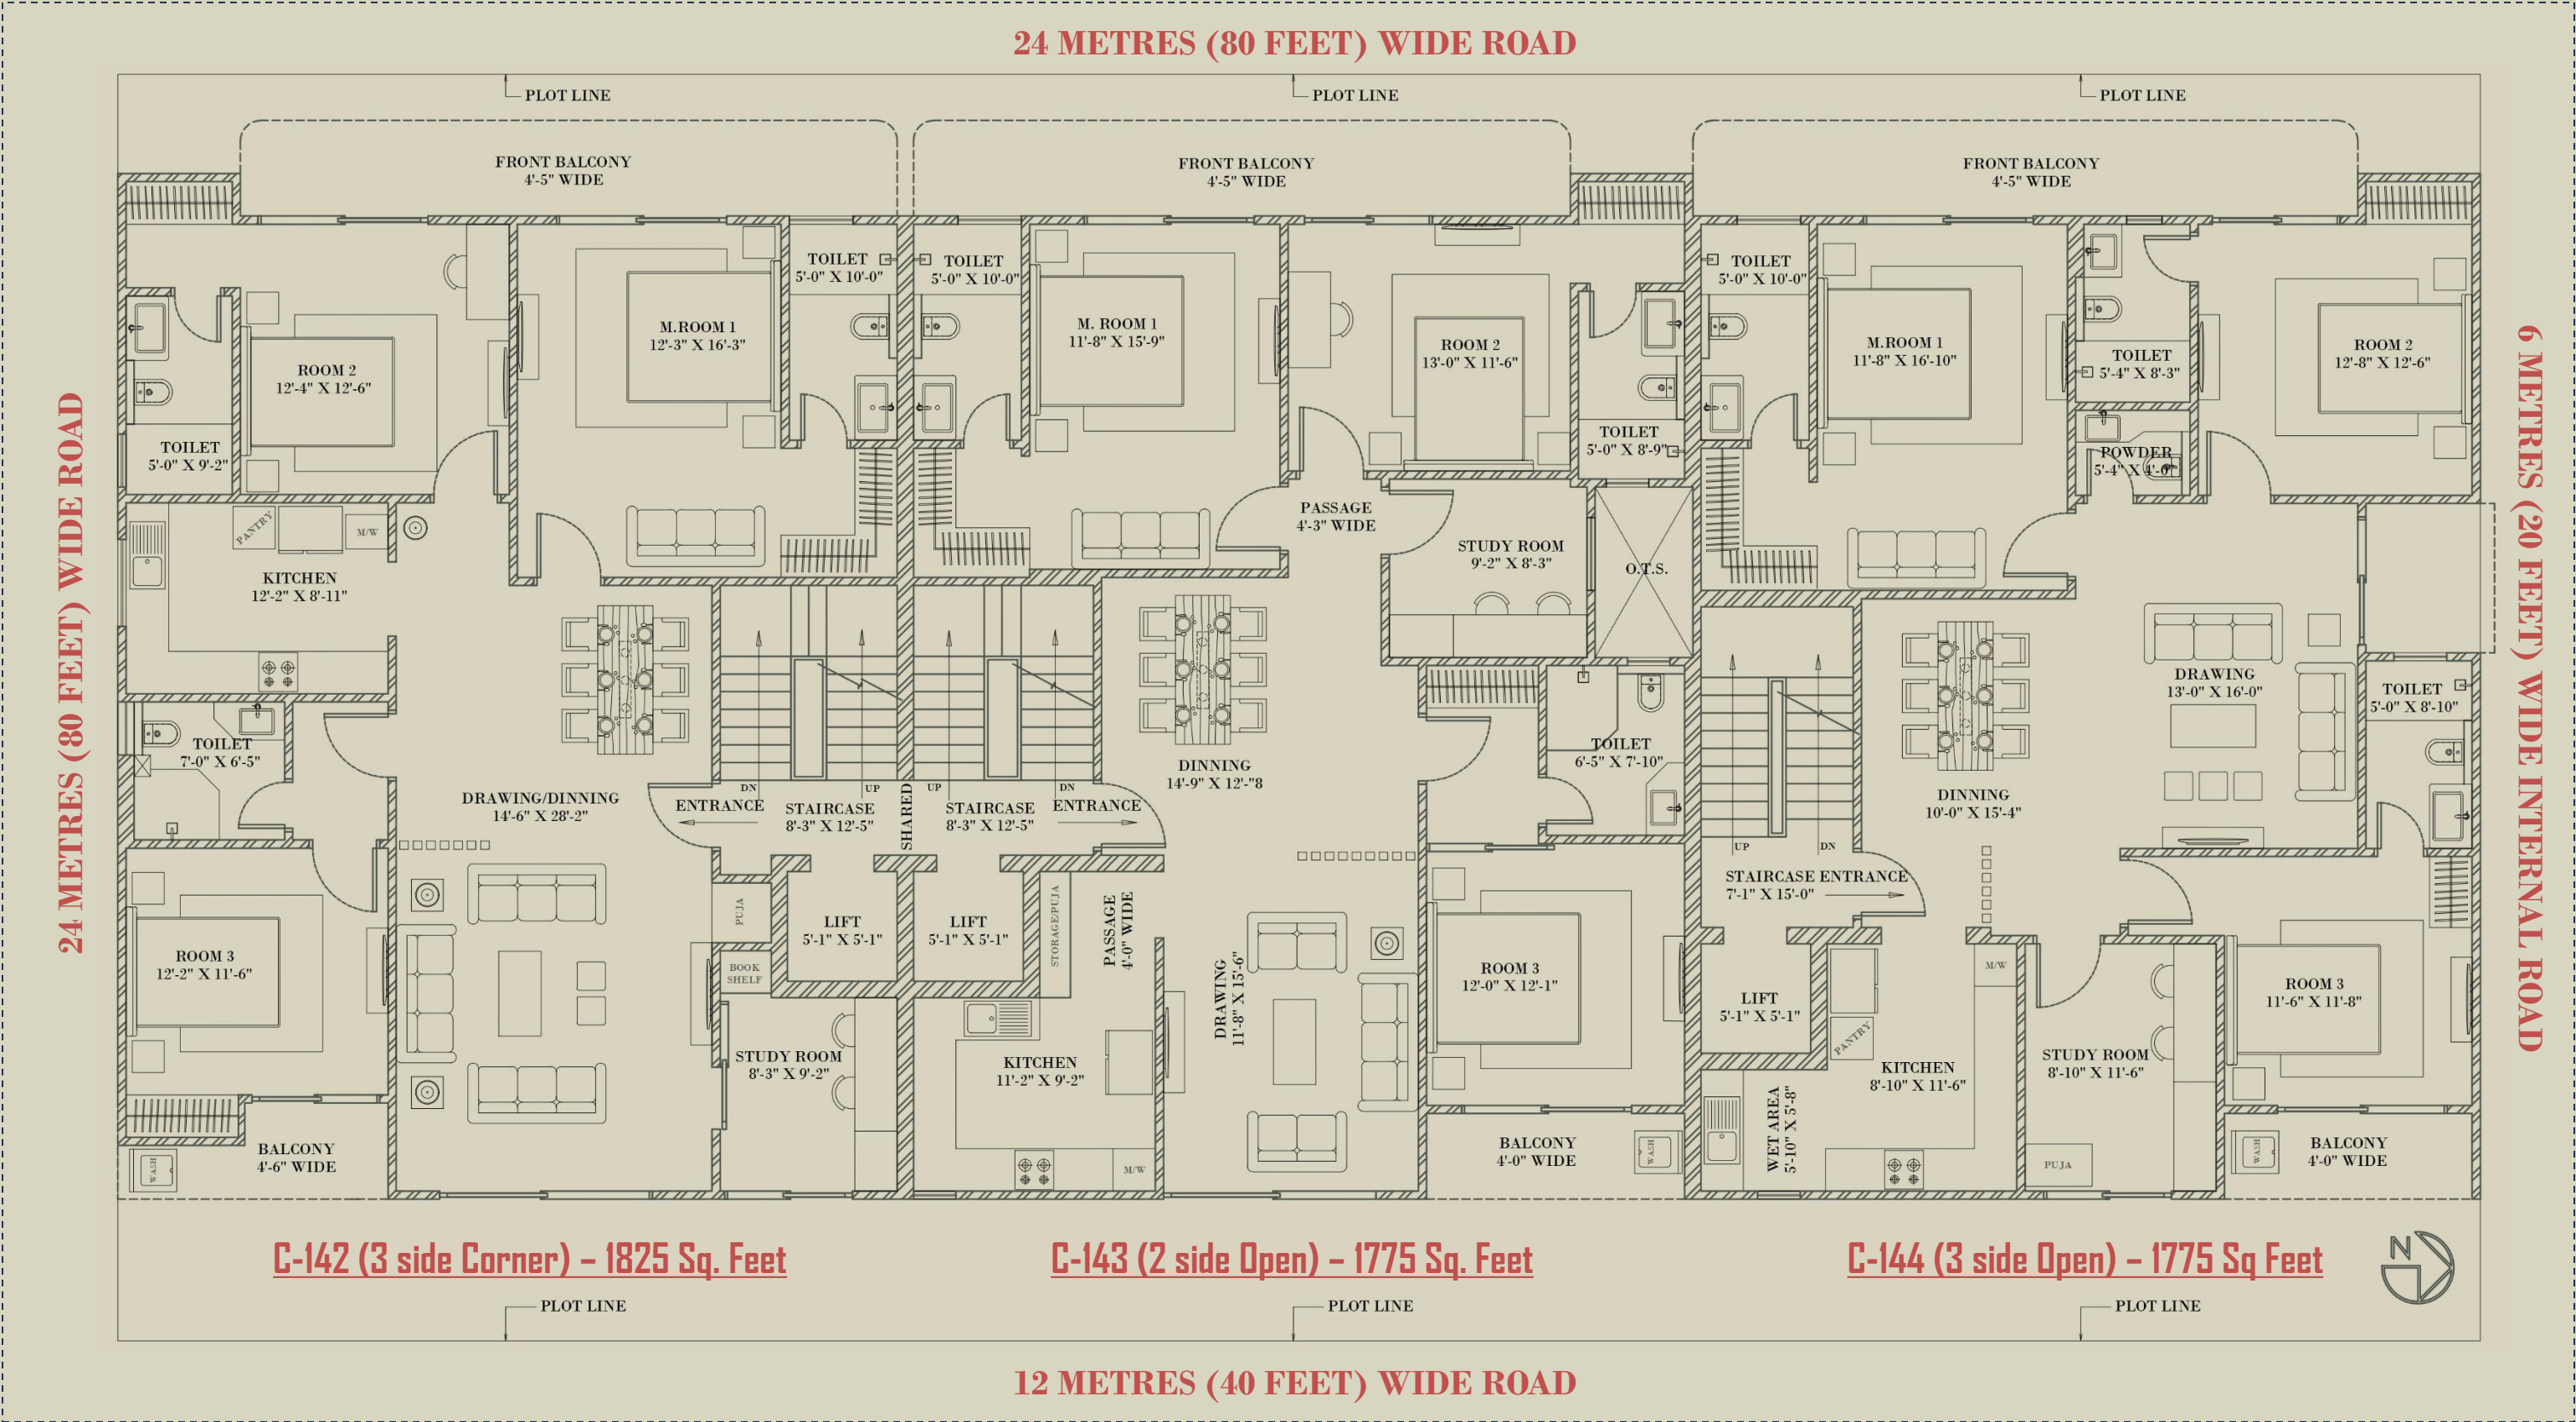 24 METRES (80 FEET) WIDE ROAD
PLOT LINE
PLOT LINE
PLOT LINE
24 METRES (80 FEET) WIDE ROAD
6 METRES (20 FEET) WIDE INTERNAL ROAD
FRONT BALCONY
4'-5" WIDE
TOILET
5'-0" X 9'-2"
ROOM 2
12'-4" X 12'-6"
M.ROOM 1
12'-3" X 16'-3"
TOILET
5'-0" X 10'-0"
PANTRY
M/W
KITCHEN
12'-2" X 8'-11"
TOILET
7'-0" X 6'-5"
DRAWING/DINNING
14'-6" X 28'-2"
DN
UP
ENTRANCE
STAIRCASE
8'-3" X 12'-5"
SHARED
PUJA
BOOK
SHELF
LIFT
5'-1" X 5'-1"
ROOM 3
12'-2" X 11'-6"
STUDY ROOM
8'-3" X 9'-2"
BALCONY
4'-6" WIDE
WASH
FRONT BALCONY
4'-5" WIDE
TOILET
5'-0" X 10'-0"
M. ROOM 1
11'-8" X 15'-9"
ROOM 2
13'-0" X 11'-6"
TOILET
5'-0" X 8'-9"
PASSAGE
4'-3" WIDE
STUDY ROOM
9'-2" X 8'-3"
O.T.S.
UP
DN
STAIRCASE
8'-3" X 12'-5"
ENTRANCE
DINNING
14'-9" X 12'-"8
TOILET
6'-5" X 7'-10"
LIFT
5'-1" X 5'-1"
STORAGE/PUJA
PASSAGE
4'-0" WIDE
DRAWING
11'-8" X 15'-6"
ROOM 3
12'-0" X 12'-1"
KITCHEN
11'-2" X 9'-2"
M/W
BALCONY
4'-0" WIDE
WASH
FRONT BALCONY
4'-5" WIDE
TOILET
5'-0" X 10'-0"
M.ROOM 1
11'-8" X 16'-10"
TOILET
5'-4" X 8'-3"
POWDER
5'-4" X 4'-0"
ROOM 2
12'-8" X 12'-6"
DRAWING
13'-0" X 16'-0"
TOILET
5'-0" X 8'-10"
DINNING
10'-0" X 15'-4"
UP
DN
STAIRCASE ENTRANCE
7'-1" X 15'-0"
LIFT
5'-1" X 5'-1"
M/W
PANTRY
KITCHEN
8'-10" X 11'-6"
WET AREA
5'-10" X 5'-8"
STUDY ROOM
8'-10" X 11'-6"
PUJA
ROOM 3
11'-6" X 11'-8"
BALCONY
4'-0" WIDE
WASH
C-142 (3 side Corner) – 1825 Sq. Feet
C-143 (2 side Open) – 1775 Sq. Feet
C-144 (3 side Open) – 1775 Sq Feet
N
PLOT LINE
PLOT LINE
PLOT LINE
12 METRES (40 FEET) WIDE ROAD